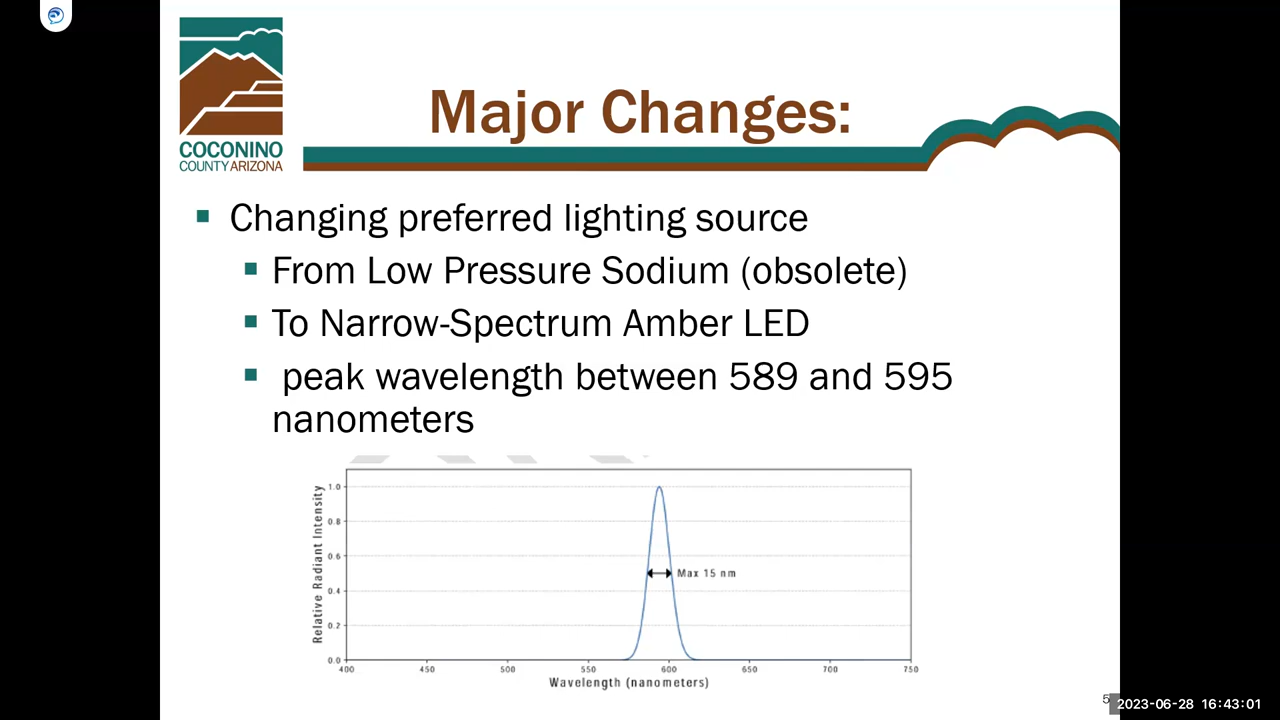 COCONINO
COUNTY ARIZONA
Major Changes:
Changing preferred lighting source
From Low Pressure Sodium (obsolete)
To Narrow-Spectrum Amber LED
peak wavelength between 589 and 595
nanometers
Relative Radiant Intensity
1.0
0.8
0.6
0.4
0.2
0.0
Max 15 nm
400 450 500 550 600 650 700 750
Wavelength (nanometers)
5
2023-06-28 16:43:01